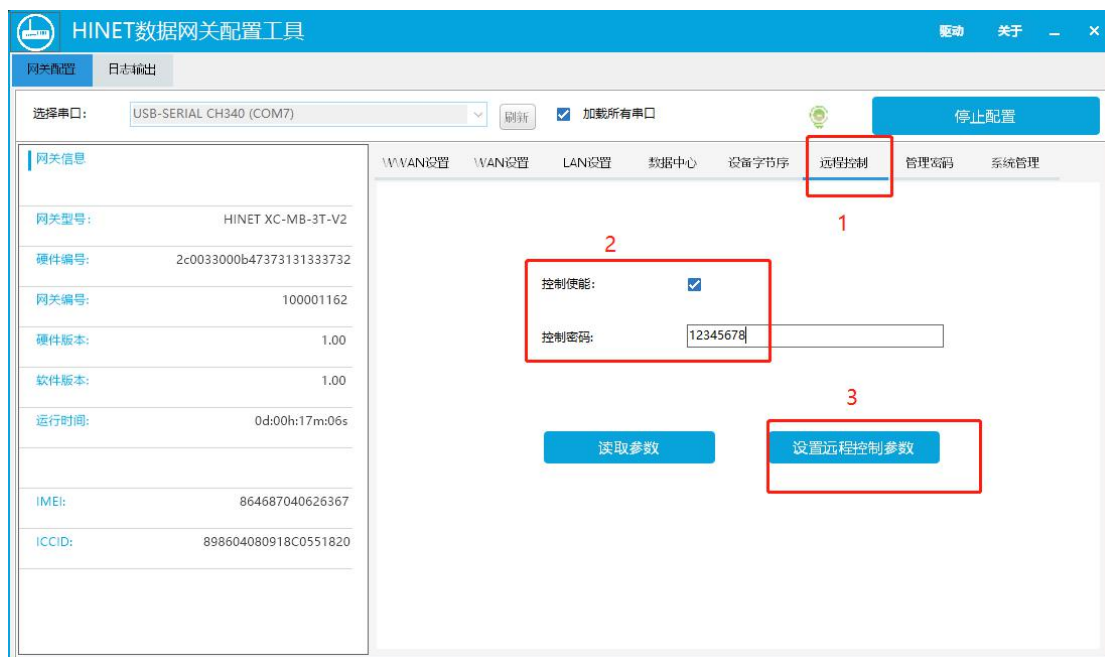 HINET数据网关配置工具 驱动 关于
网关配置 日志输出
选择串口: USB-SERIAL CH340 (COM7) 刷新 加载所有串口 停止配置
网关信息
WWAN设置 WAN设置 LAN设置 数据中心 设备字节序 远程控制 管理密码 系统管理
1
网关型号: HINET XC-MB-3T-V2
硬件编号: 2c0033000b47373131333732
网关编号: 100001162
硬件版本: 1.00
软件版本: 1.00
运行时间: 0d:00h:17m:06s
IMEI: 864687040626367
ICCID: 898604080918C0551820
2
控制使能:
控制密码: 12345678
3
读取参数 设置远程控制参数